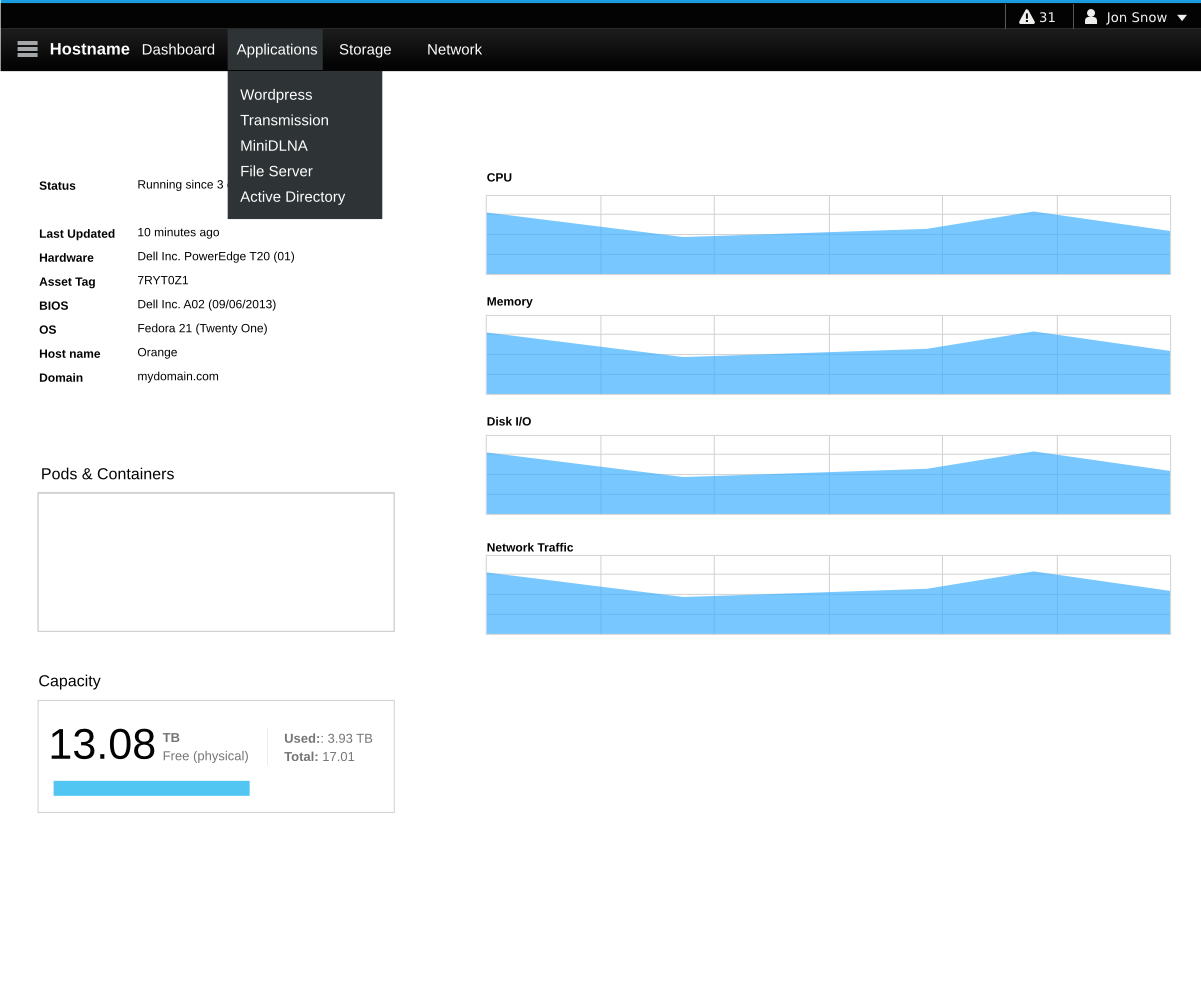 31 Jon Snow
Hostname Dashboard Applications Storage Network
Wordpress
Transmission
MiniDLNA
File Server
Active Directory
Status Running since 3
Last Updated 10 minutes ago
Hardware Dell Inc. PowerEdge T20 (01)
Asset Tag 7RYT0Z1
BIOS Dell Inc. A02 (09/06/2013)
OS Fedora 21 (Twenty One)
Host name Orange
Domain mydomain.com
Pods & Containers
Capacity
13.08 TB
Free (physical)
Used:: 3.93 TB
Total: 17.01
CPU
Memory
Disk I/O
Network Traffic